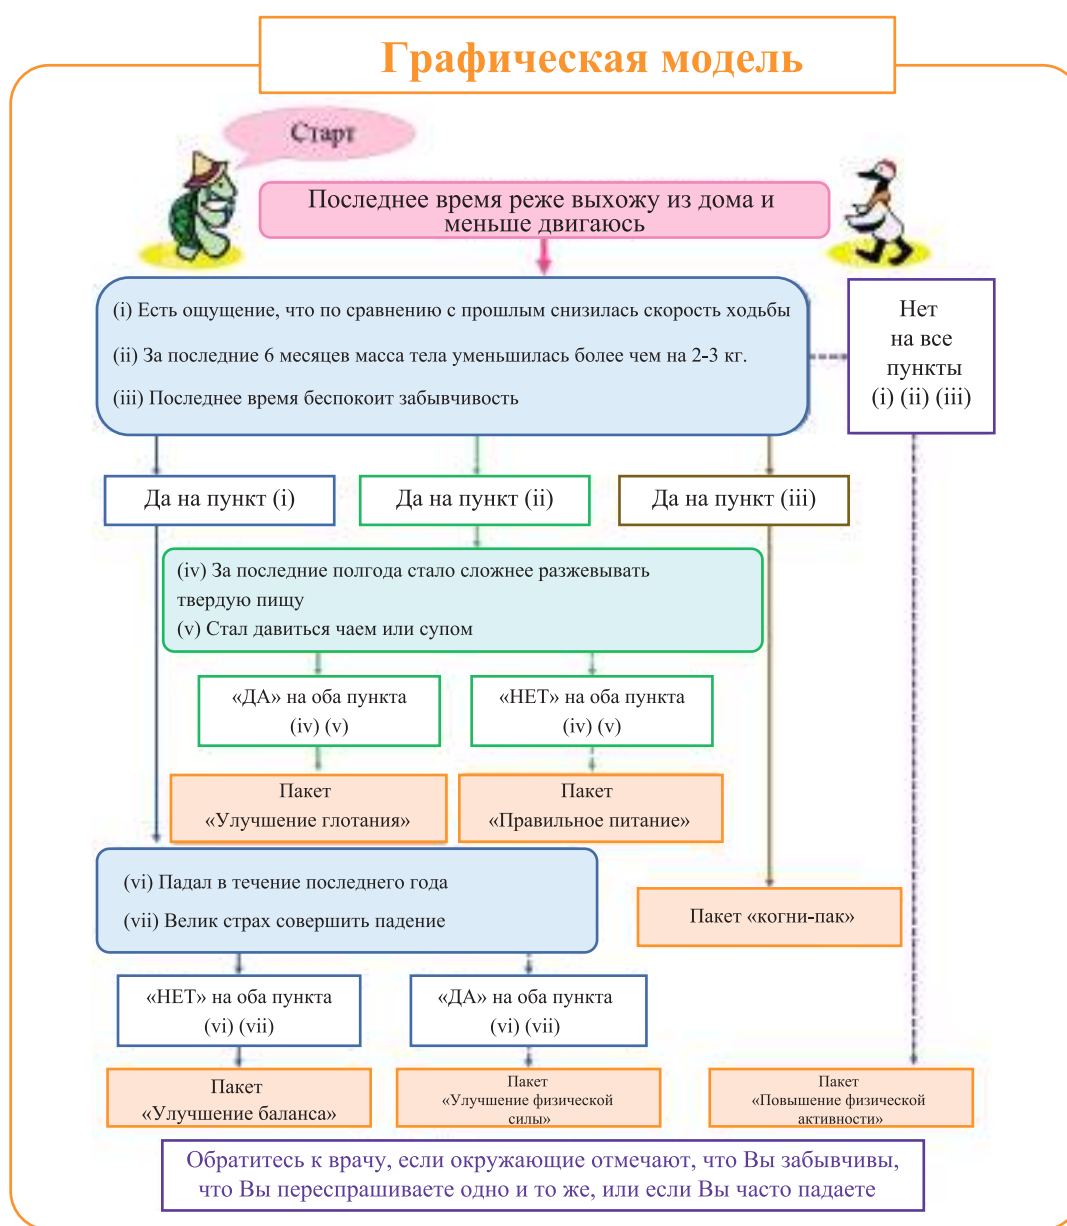 Графическая модель
Старт
Последнее время реже выхожу из дома и
меньше двигаюсь
(i) Есть ощущение, что по сравнению с прошлым снизилась скорость ходьбы
(ii) За последние 6 месяцев масса тела уменьшилась более чем на 2-3 кг.
(iii) Последнее время беспокоит забывчивость
Нет
на все
пункты
(i) (ii) (iii)
Да на пункт (i)
Да на пункт (ii)
Да на пункт (iii)
(iv) За последние полгода стало сложнее разжевывать
твердую пищу
(v) Стал давиться чаем или супом
«ДА» на оба пункта
(iv) (v)
«НЕТ» на оба пункта
(iv) (v)
Пакет
«Улучшение глотания»
Пакет
«Правильное питание»
(vi) Падал в течение последнего года
(vii) Велик страх совершить падение
Пакет «когни-пак»
«НЕТ» на оба пункта
(vi) (vii)
«ДА» на оба пункта
(vi) (vii)
Пакет
«Улучшение баланса»
Пакет
«Улучшение физической
силы»
Пакет
«Повышение физической
активности»
Обратитесь к врачу, если окружающие отмечают, что Вы забывчивы,
что Вы переспрашиваете одно и то же, или если Вы часто падаете